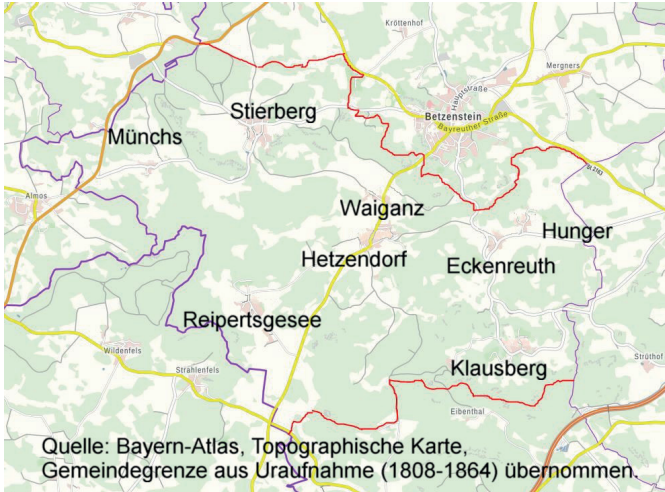 Kröttenhof
Mergners
Hauptstraße
Betzenstein
Bayreuther Straße
Stierberg
Münchs
St 2163
Almos
Waiganz
Hunger
Hetzendorf
Eckenreuth
Reipertsgesee
Wildenfels
Strahlenfels
Klausberg
Strüthof
Eibenthal
Quelle: Bayern-Atlas, Topographische Karte,
Gemeindegrenze aus Uraufnahme (1808-1864) übernommen.